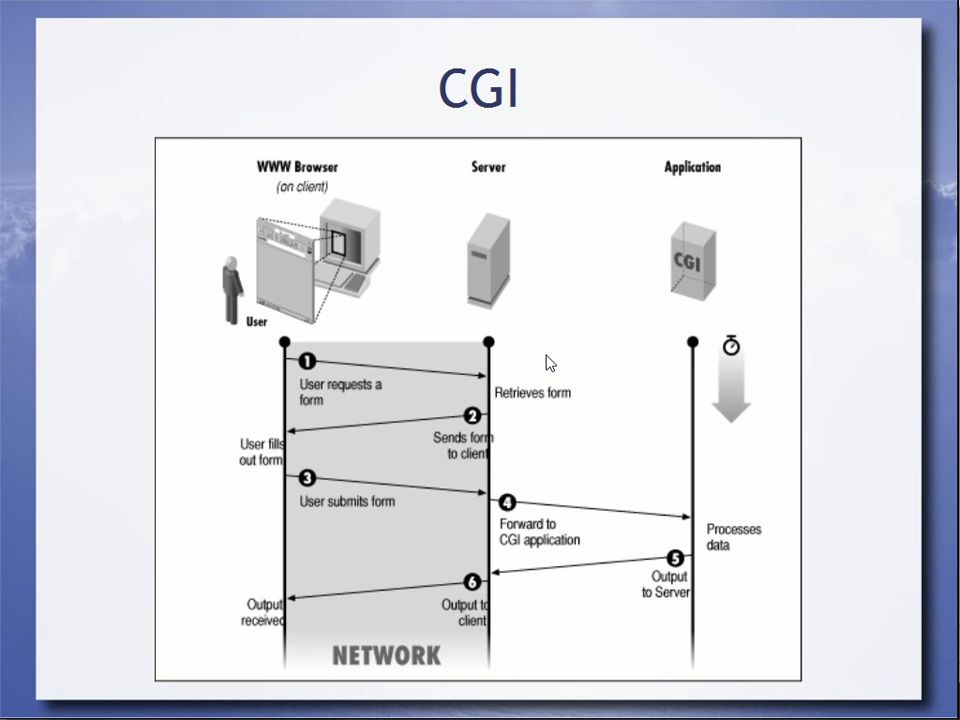 CGI
WWW Browser
(on client)
Server
Application
CGI
User
1
User requests a
form
Retrieves form
2
Sends form
to client
User fills
out form
3
User submits form
4
Forward to
CGI application
Processes
data
5
Output
to Server
6
Output to
client
Output
received
NETWORK